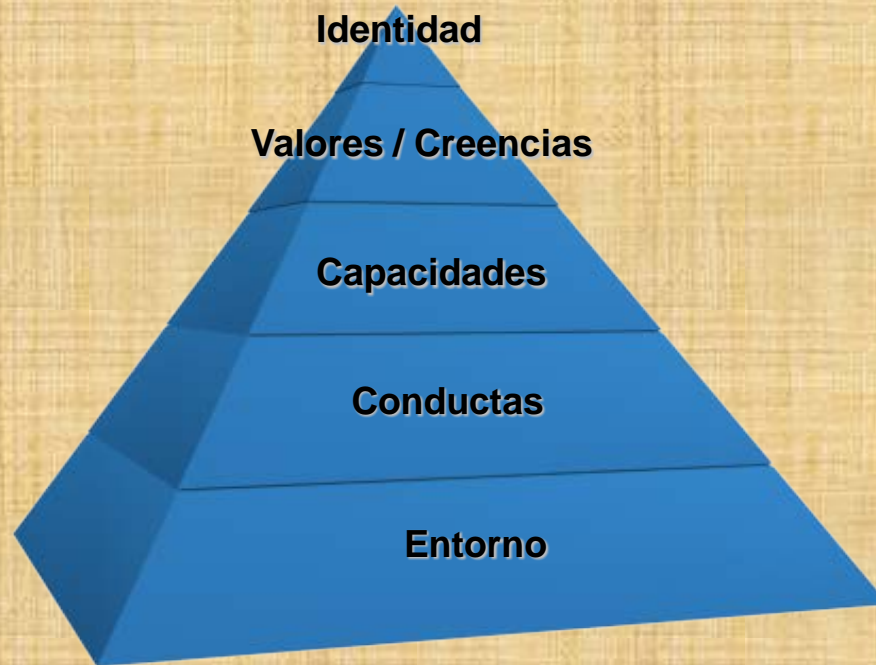 Identidad
Valores / Creencias
Capacidades
Conductas
Entorno